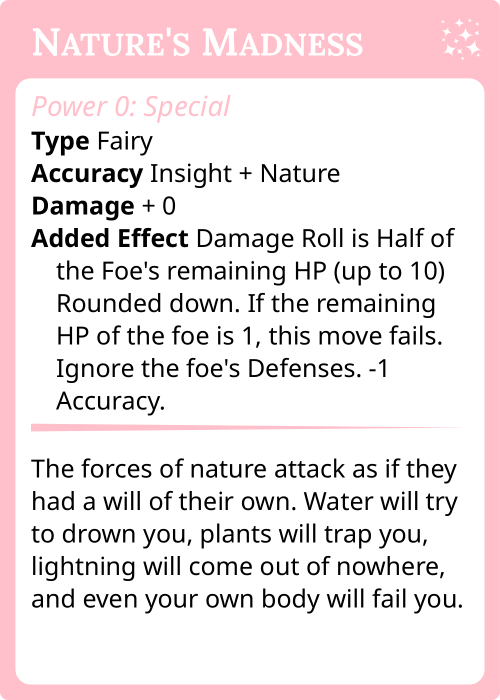 Nature's Madness
Power 0: Special
Type Fairy
Accuracy Insight + Nature
Damage + 0
Added Effect Damage Roll is Half of
the Foe's remaining HP (up to 10)
Rounded down. If the remaining
HP of the foe is 1, this move fails.
Ignore the foe's Defenses. -1
Accuracy.
The forces of nature attack as if they
had a will of their own. Water will try
to drown you, plants will trap you,
lightning will come out of nowhere,
and even your own body will fail you.